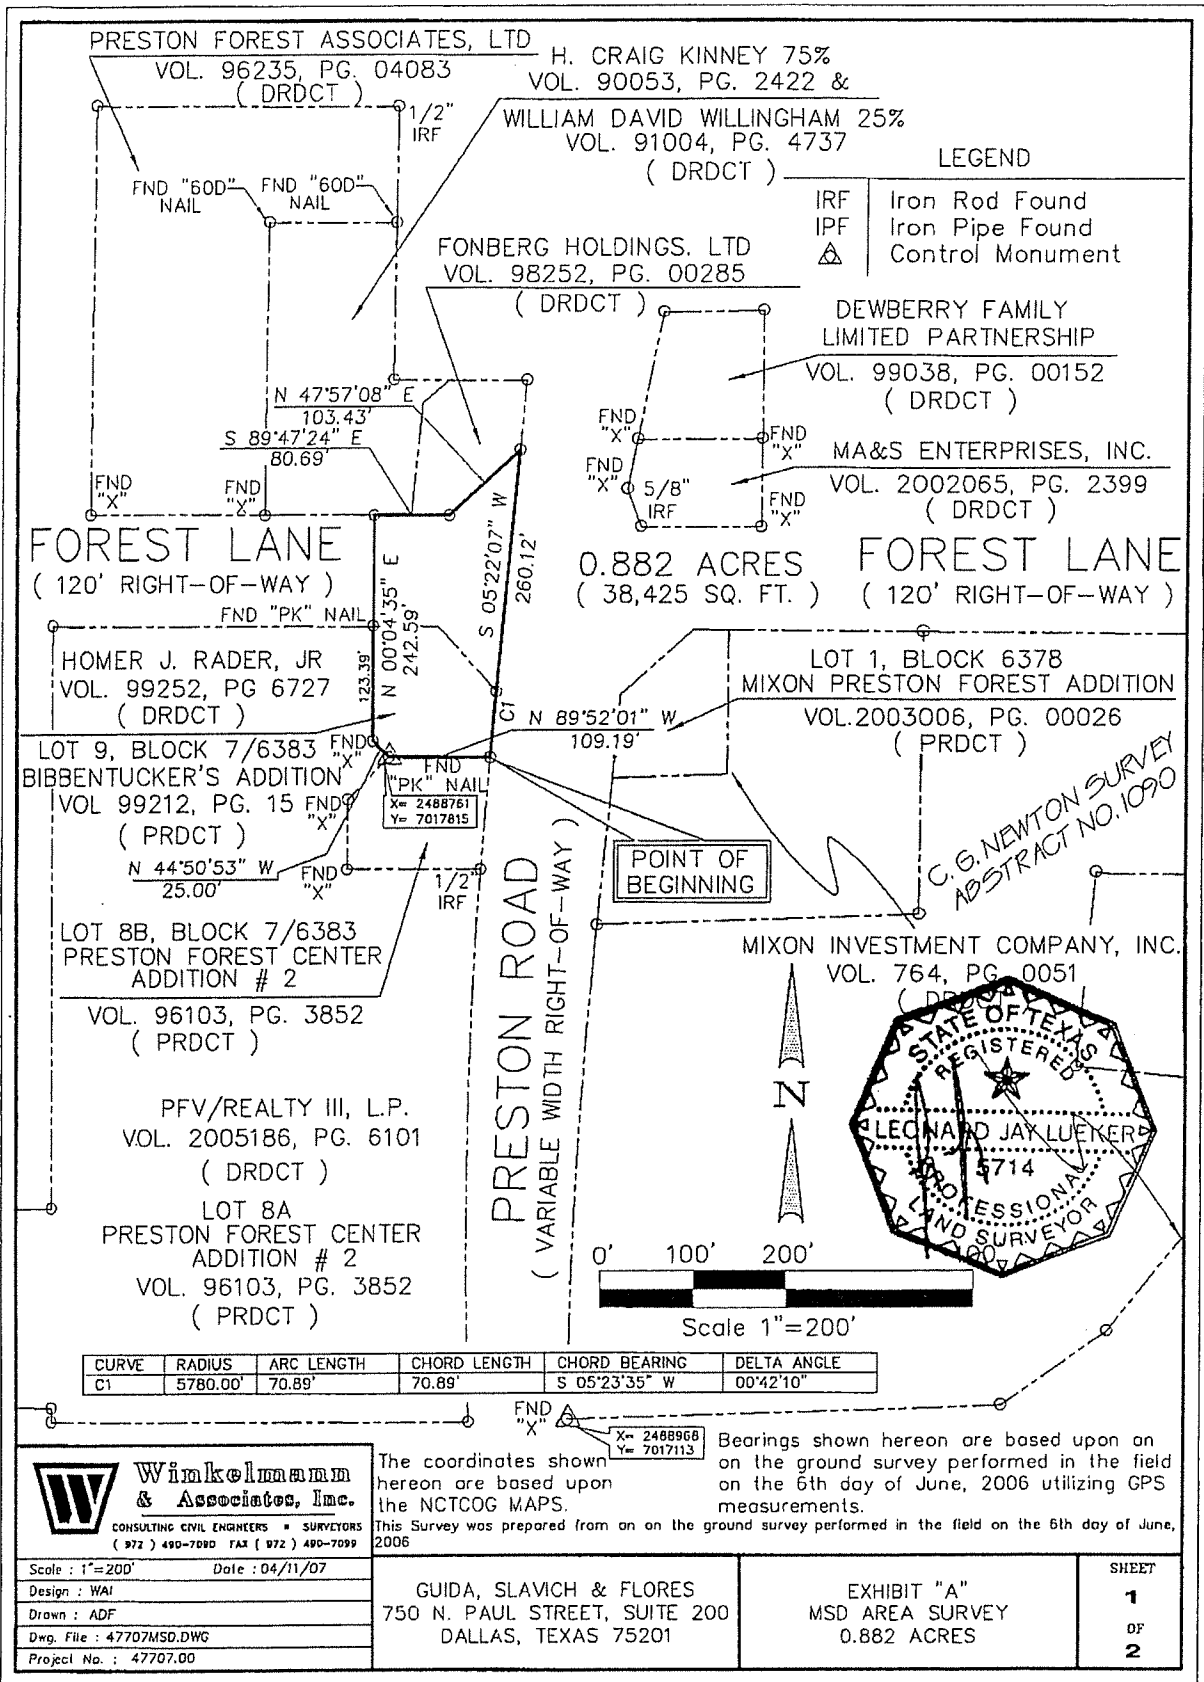 PRESTON FOREST ASSOCIATES, LTD
VOL. 96235, PG. 04083
( DRDCT )
H. CRAIG KINNEY 75%
VOL. 90053, PG. 2422 &
WILLIAM DAVID WILLINGHAM 25%
VOL. 91004, PG. 4737
( DRDCT )
1/2"
IRF
FND "60D"
NAIL
FND "60D"
NAIL
LEGEND
IRF Iron Rod Found
IPF Iron Pipe Found
Control Monument
FONBERG HOLDINGS, LTD
VOL. 98252, PG. 00285
( DRDCT )
DEWBERRY FAMILY
LIMITED PARTNERSHIP
VOL. 99038, PG. 00152
( DRDCT )
N 47°57'08" E
103.43'
S 89°47'24" E
80.69'
FND
"X"
FND
"X"
FND
"X"
FND
"X"
FND
"X"
5/8"
IRF
FND
"X"
MA&S ENTERPRISES, INC.
VOL. 2002065, PG. 2399
( DRDCT )
FOREST LANE
( 120' RIGHT-OF-WAY )
0.882 ACRES
( 38,425 SQ. FT. )
FOREST LANE
( 120' RIGHT-OF-WAY )
S 05°22'07" W
260.12'
N 00°04'35" E
242.59'
123.39'
FND "PK" NAIL
HOMER J. RADER, JR
VOL. 99252, PG 6727
( DRDCT )
LOT 1, BLOCK 6378
MIXON PRESTON FOREST ADDITION
VOL.2003006, PG. 00026
( PRDCT )
C1
N 89°52'01" W
109.19'
LOT 9, BLOCK 7/6383
BIBBENTUCKER'S ADDITION
VOL 99212, PG. 15
( PRDCT )
FND
"X"
FND
"PK" NAIL
X= 2488761
Y= 7017815
FND
"X"
N 44°50'53" W
25.00'
FND
"X"
1/2"
IRF
POINT OF
BEGINNING
C. G. NEWTON SURVEY
ABSTRACT NO. 1090
LOT 8B, BLOCK 7/6383
PRESTON FOREST CENTER
ADDITION # 2
VOL. 96103, PG. 3852
( PRDCT )
PRESTON ROAD
( VARIABLE WIDTH RIGHT-OF-WAY )
MIXON INVESTMENT COMPANY, INC.
VOL. 764, PG. 0051
( DRDCT
STATE OF TEXAS
REGISTERED
LEONARD JAY LUEKER
5714
PROFESSIONAL
LAND SURVEYOR
N
PFV/REALTY III, L.P.
VOL. 2005186, PG. 6101
( DRDCT )
LOT 8A
PRESTON FOREST CENTER
ADDITION # 2
VOL. 96103, PG. 3852
( PRDCT )
0' 100' 200'
Scale 1"=200'
CURVE RADIUS ARC LENGTH CHORD LENGTH CHORD BEARING DELTA ANGLE
C1 5780.00' 70.89' 70.89' S 05°23'35" W 00°42'10"
FND
"X"
X= 2488968
Y= 7017113
Winkelmann
& Associates, Inc.
CONSULTING CIVIL ENGINEERS ▪ SURVEYORS
( 972 ) 490-7090 FAX ( 972 ) 490-7099
The coordinates shown
hereon are based upon
the NCTCOG MAPS.
Bearings shown hereon are based upon an
on the ground survey performed in the field
on the 6th day of June, 2006 utilizing GPS
measurements.
This Survey was prepared from an on the ground survey performed in the field on the 6th day of June,
2006
Scale : 1"=200' Date : 04/11/07
Design : WAI
Drawn : ADF
Dwg. File : 47707MSD.DWG
Project No. : 47707.00
GUIDA, SLAVICH & FLORES
750 N. PAUL STREET, SUITE 200
DALLAS, TEXAS 75201
EXHIBIT "A"
MSD AREA SURVEY
0.882 ACRES
SHEET
1
OF
2